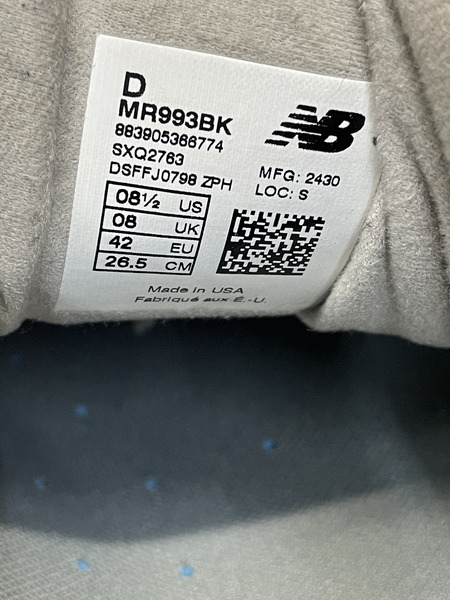 D
MR993BK
883905366774
SXQ2763
DSFFJ0798 ZPH
NB
MFG: 2430
LOC: S
08½ US
08 UK
42 EU
26.5 CM
Made in USA
Fabriqué aux É.-U.